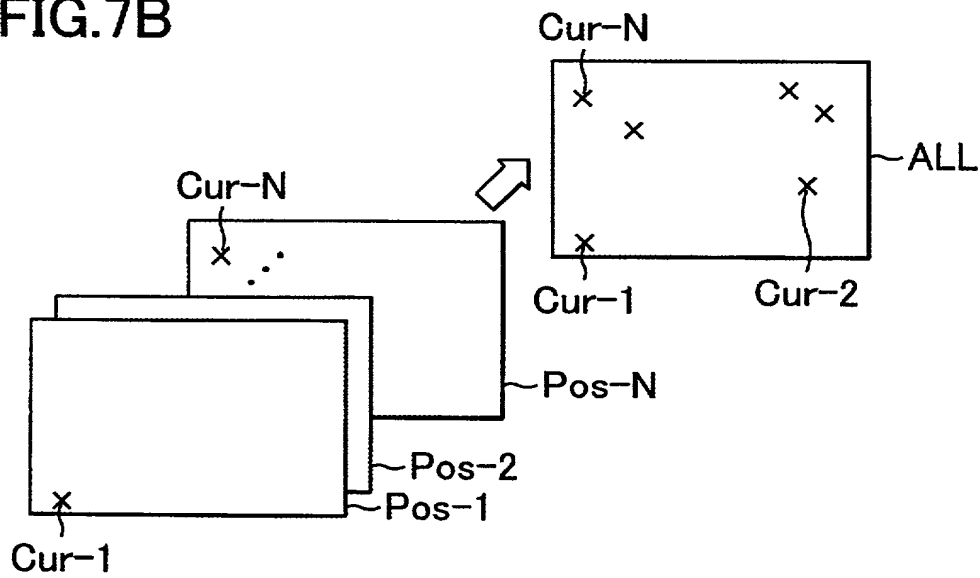 FIG.7B
Cur-N
ALL
Cur-N
Cur-1
Cur-2
Pos-N
Pos-2
Pos-1
Cur-1